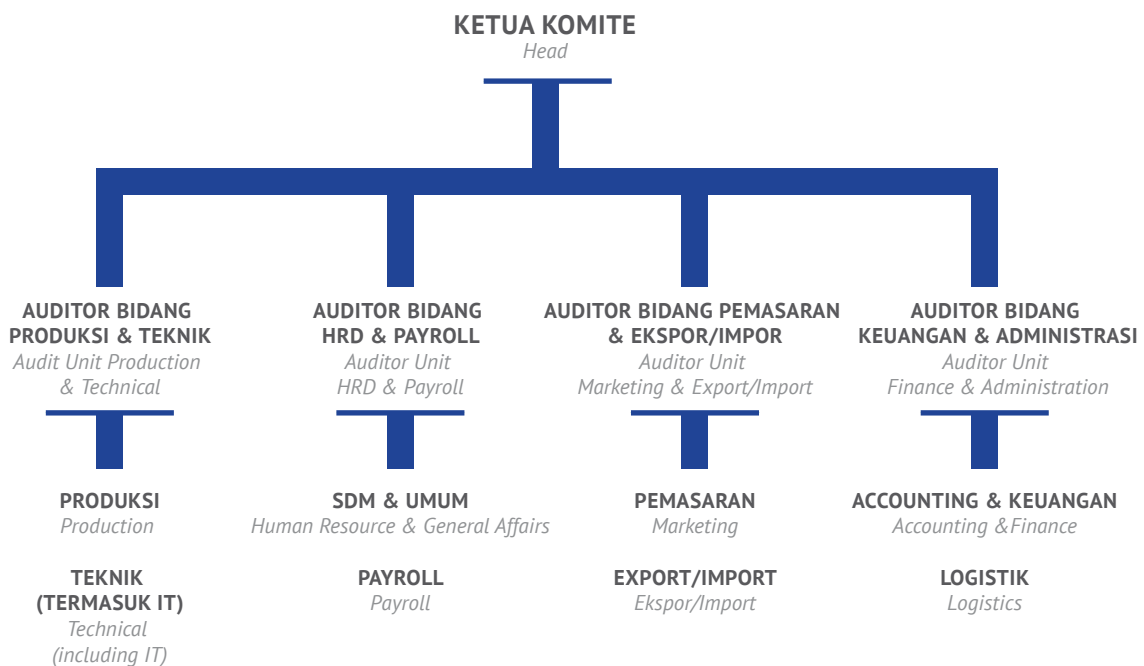 KETUA KOMITE
Head
AUDITOR BIDANG
PRODUKSI & TEKNIK
Audit Unit Production
& Technical
AUDITOR BIDANG
HRD & PAYROLL
Auditor Unit
HRD & Payroll
AUDITOR BIDANG PEMASARAN
& EKSPOR/IMPOR
Auditor Unit
Marketing & Export/Import
AUDITOR BIDANG
KEUANGAN & ADMINISTRASI
Auditor Unit
Finance & Administration
PRODUKSI
Production
TEKNIK
(TERMASUK IT)
Technical
(including IT)
SDM & UMUM
Human Resource & General Affairs
PAYROLL
Payroll
PEMASARAN
Marketing
EXPORT/IMPORT
Ekspor/Import
ACCOUNTING & KEUANGAN
Accounting &Finance
LOGISTIK
Logistics